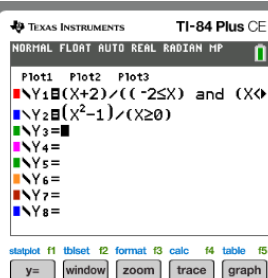 TEXAS INSTRUMENTS TI-84 Plus CE
NORMAL FLOAT AUTO REAL RADIAN MP
Plot1 Plot2 Plot3
\Y₁=(X+2)/((-2≤X) and (X<
\Y₂=(X²-1)/(X≥0)
\Y₃=
\Y₄=
\Y₅=
\Y₆=
\Y₇=
\Y₈=
statplot f1 tblset f2 format f3 calc f4 table f5
y= window zoom trace graph